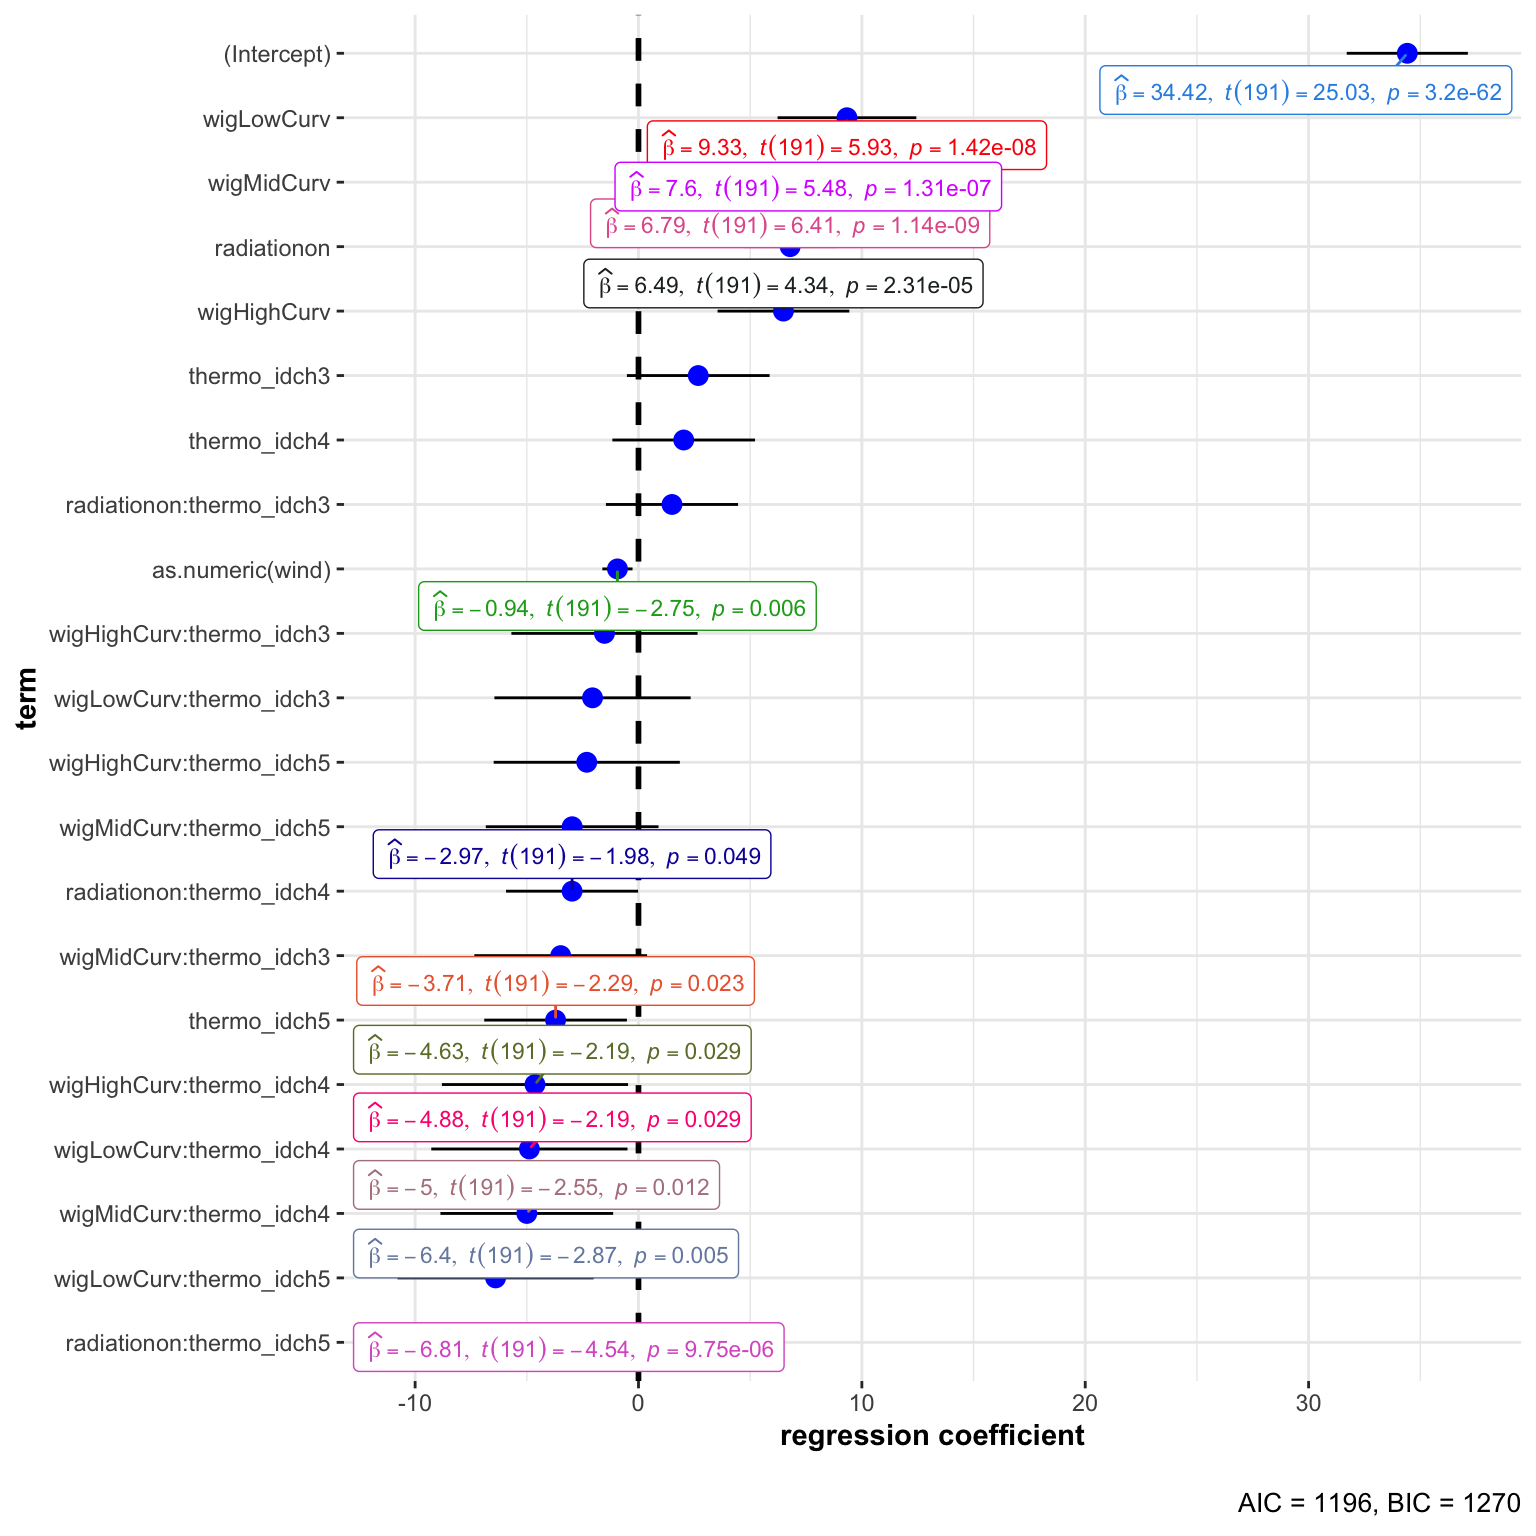 (Intercept)
β̂ = 34.42, t(191) = 25.03, p = 3.2e-62
wigLowCurv
β̂ = 9.33, t(191) = 5.93, p = 1.42e-08
wigMidCurv
β̂ = 7.6, t(191) = 5.48, p = 1.31e-07
β̂ = 6.79, t(191) = 6.41, p = 1.14e-09
radiationon
β̂ = 6.49, t(191) = 4.34, p = 2.31e-05
wigHighCurv
thermo_idch3
thermo_idch4
radiationon:thermo_idch3
as.numeric(wind)
β̂ = −0.94, t(191) = −2.75, p = 0.006
wigHighCurv:thermo_idch3
wigLowCurv:thermo_idch3
wigHighCurv:thermo_idch5
wigMidCurv:thermo_idch5
β̂ = −2.97, t(191) = −1.98, p = 0.049
radiationon:thermo_idch4
wigMidCurv:thermo_idch3
β̂ = −3.71, t(191) = −2.29, p = 0.023
thermo_idch5
β̂ = −4.63, t(191) = −2.19, p = 0.029
wigHighCurv:thermo_idch4
β̂ = −4.88, t(191) = −2.19, p = 0.029
wigLowCurv:thermo_idch4
β̂ = −5, t(191) = −2.55, p = 0.012
wigMidCurv:thermo_idch4
β̂ = −6.4, t(191) = −2.87, p = 0.005
wigLowCurv:thermo_idch5
radiationon:thermo_idch5
β̂ = −6.81, t(191) = −4.54, p = 9.75e-06
term
-10 0 10 20 30
regression coefficient
AIC = 1196, BIC = 1270